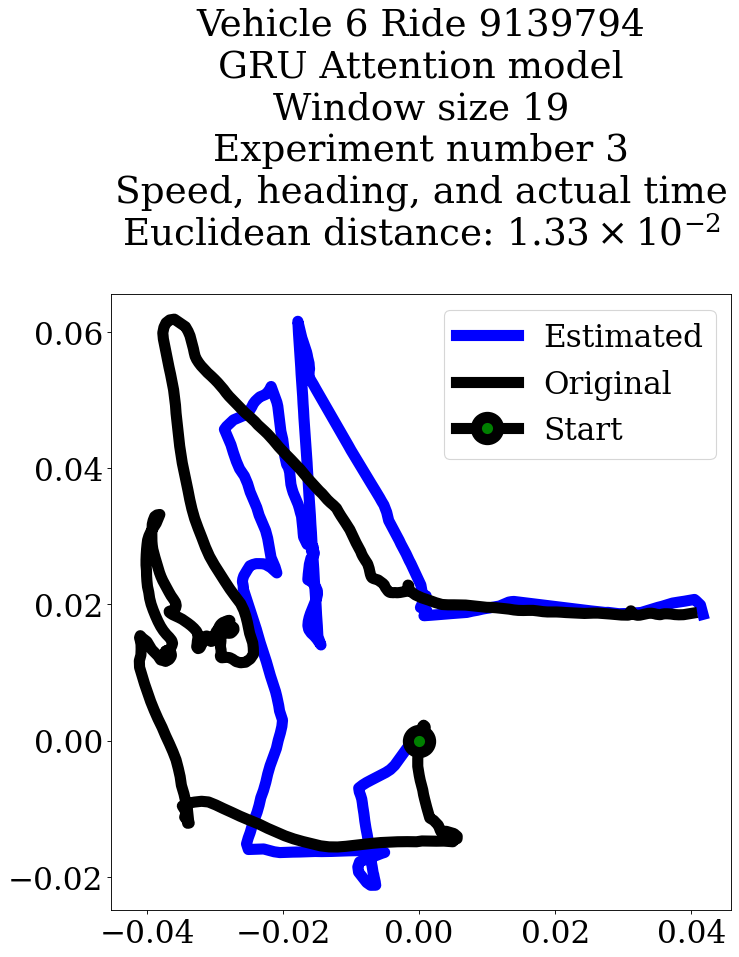 Vehicle 6 Ride 9139794
GRU Attention model
Window size 19
Experiment number 3
Speed, heading, and actual time
Euclidean distance: 1.33 × 10⁻²
Estimated
Original
Start
0.06
0.04
0.02
0.00
−0.02
−0.04 −0.02 0.00 0.02 0.04